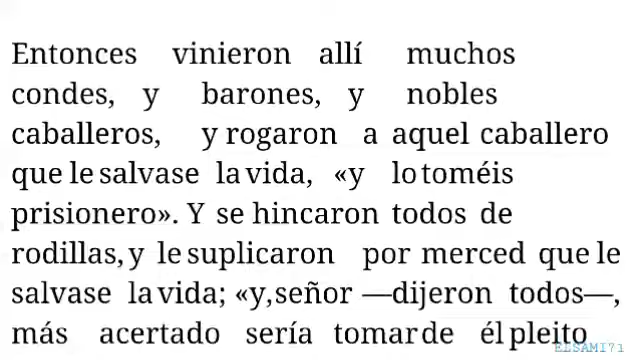 Entonces vinieron allí muchos
condes, y barones, y nobles
caballeros, y rogaron a aquel caballero
que le salvase la vida, «y lo toméis
prisionero». Y se hincaron todos de
rodillas, y le suplicaron por merced que le
salvase la vida; «y, señor —dijeron todos—,
más acertado sería tomar de él pleito
ELSAMI71